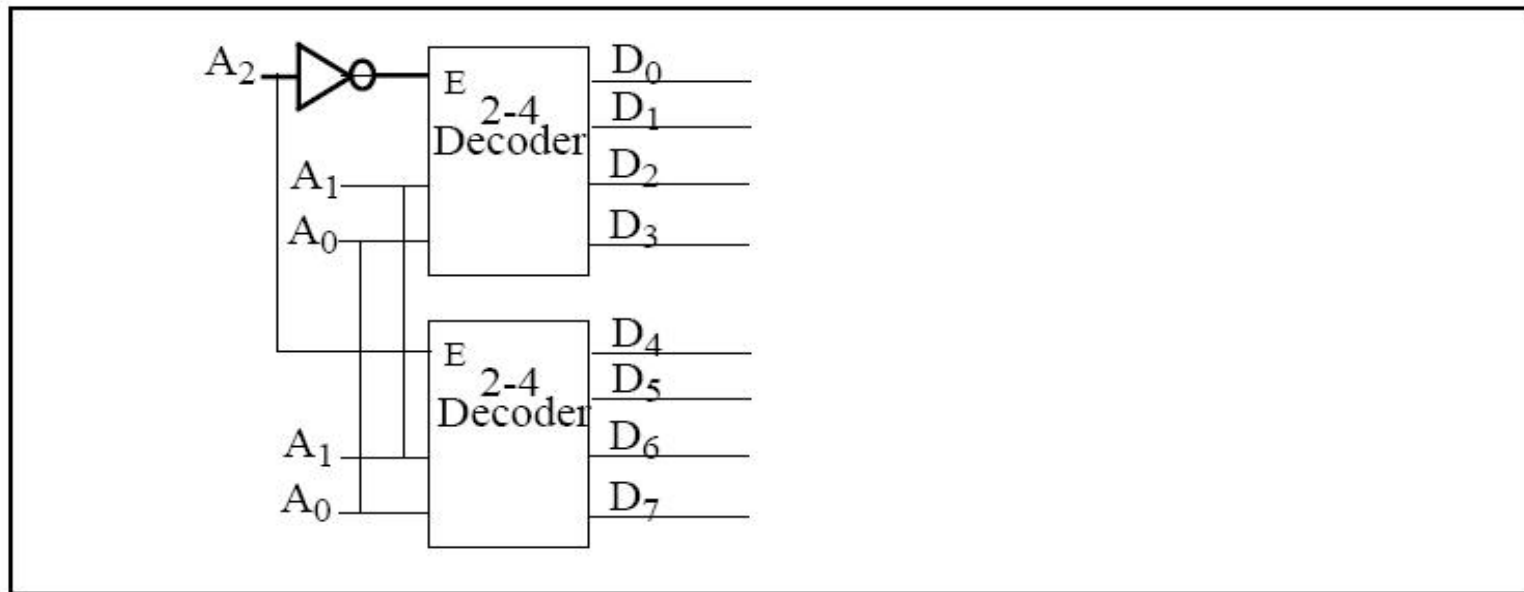 A2
E
2-4
Decoder
A1
A0
D0
D1
D2
D3
E
2-4
Decoder
A1
A0
D4
D5
D6
D7